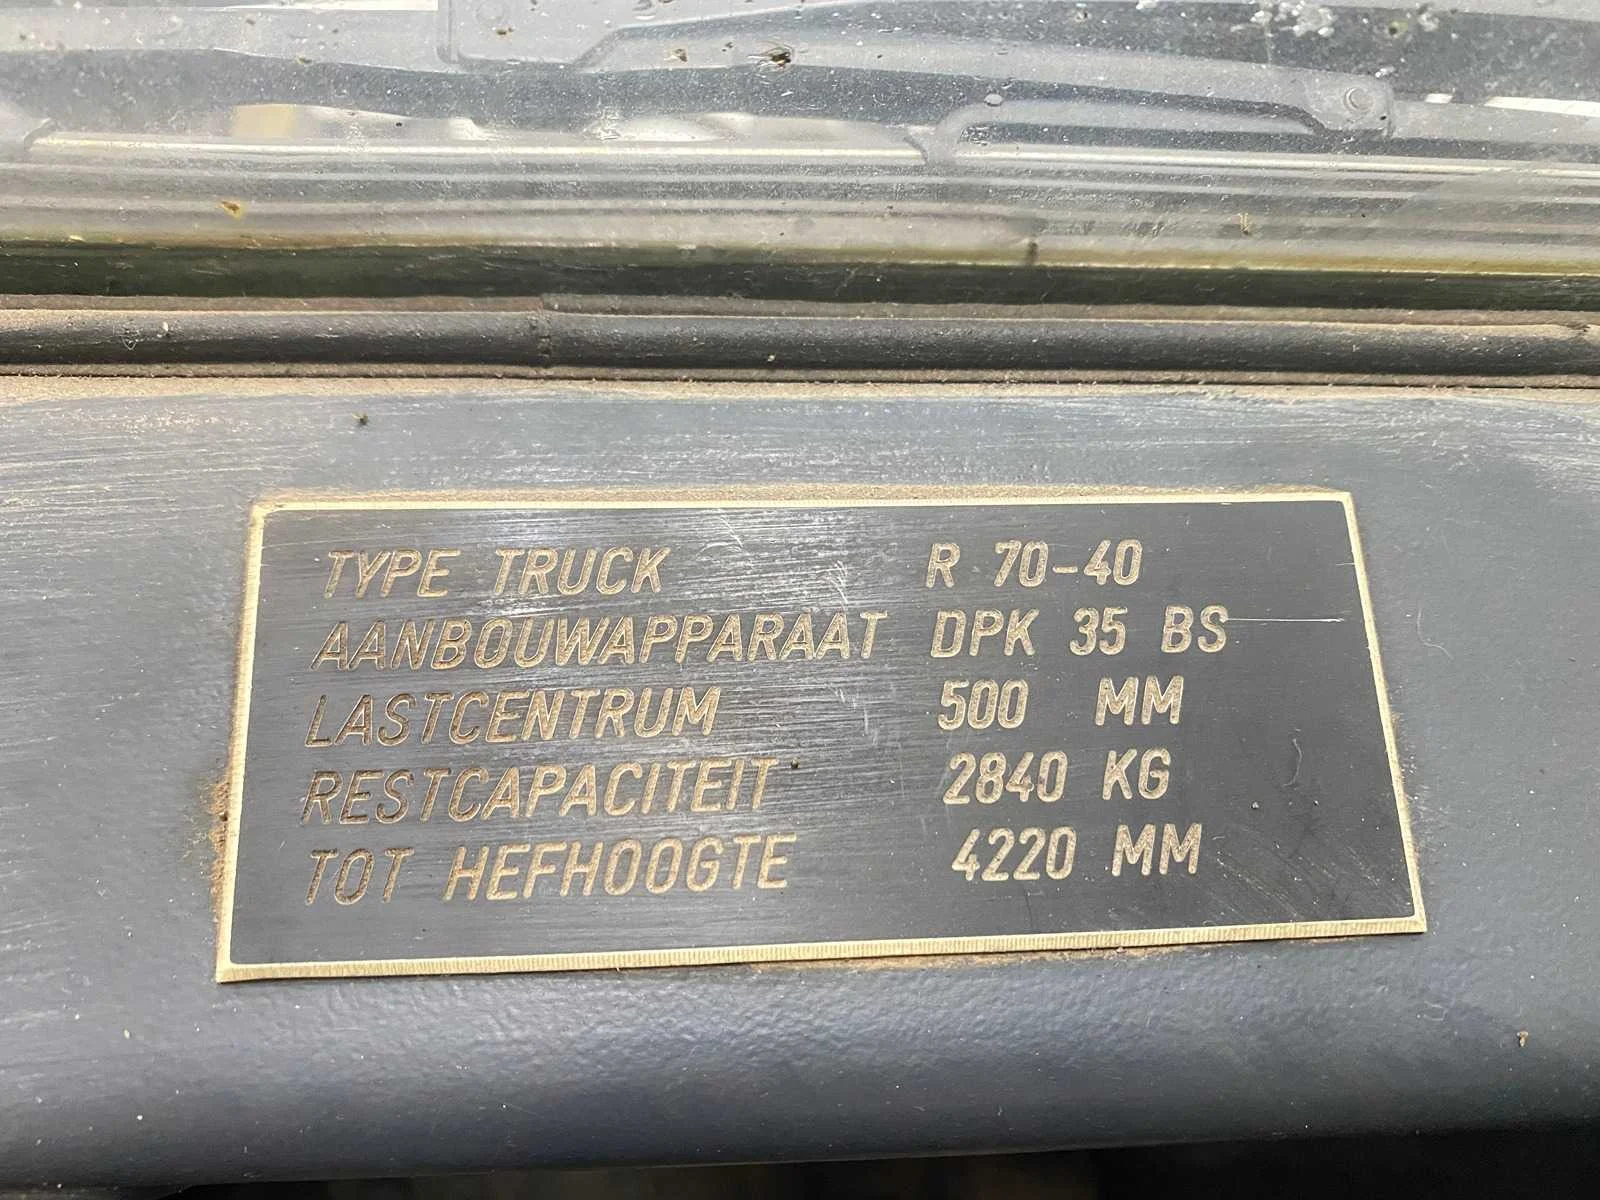 TYPE TRUCK R 70-40
AANBOUWAPPARAAT DPK 35 BS
LASTCENTRUM 500 MM
RESTCAPACITEIT 2840 KG
TOT HEFHOOGTE 4220 MM